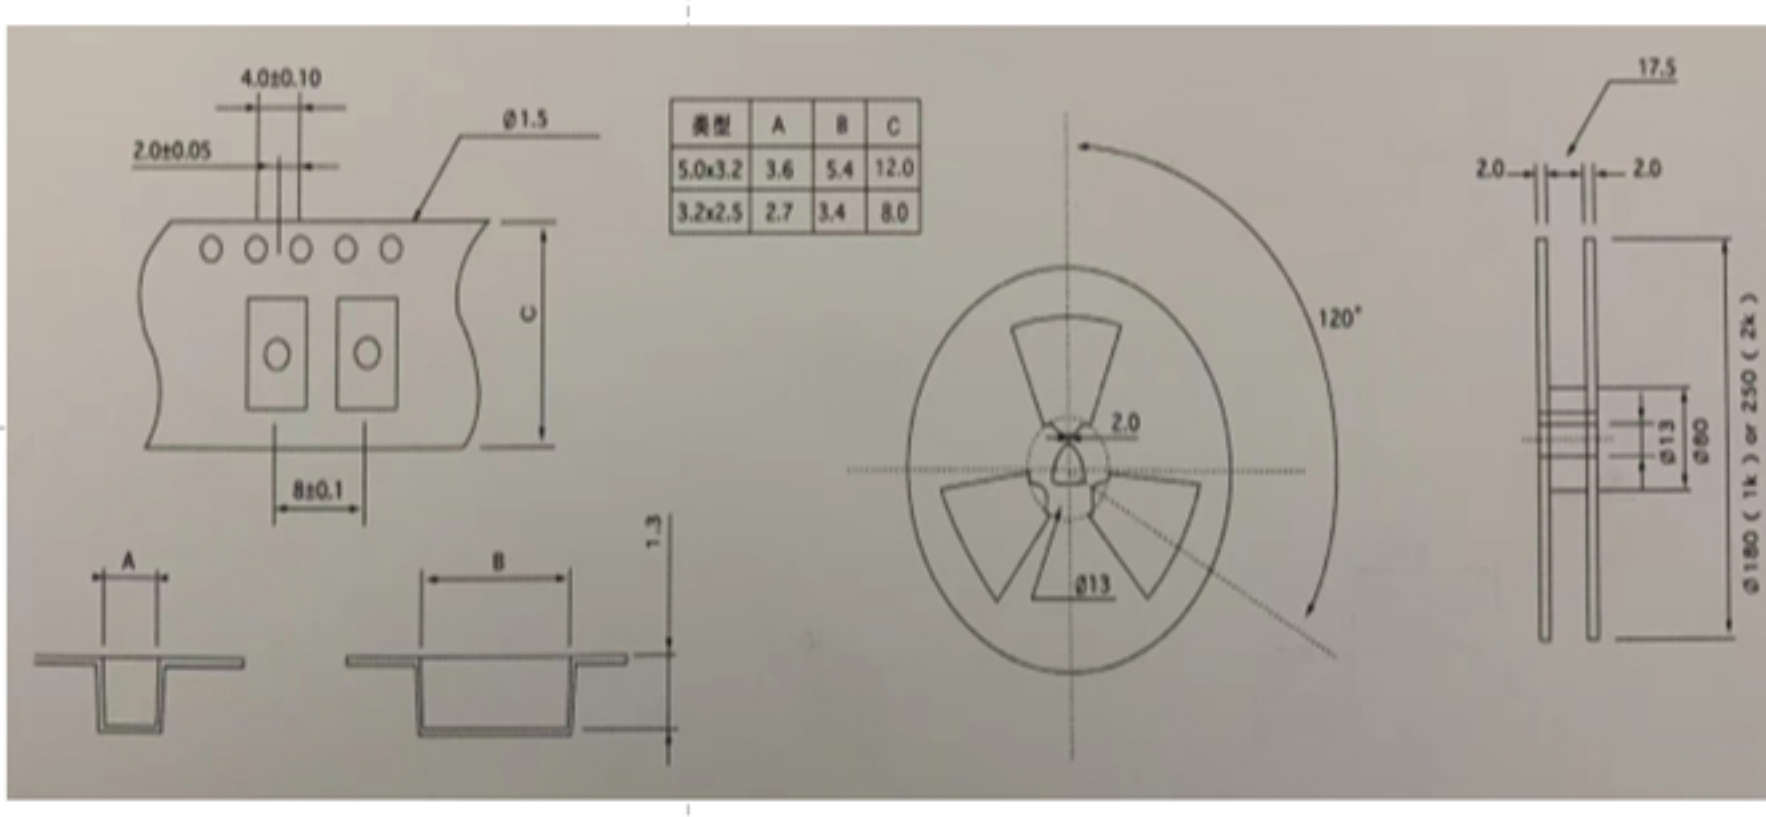 4.0±0.10
2.0±0.05
Ø1.5
C
8±0.1
A
B
1.3
类型 A B C
5.0x3.2 3.6 5.4 12.0
3.2x2.5 2.7 3.4 8.0
120°
2.0
Ø13
17.5
2.0 2.0
Ø13
Ø80
Ø180 ( 1k ) or 250 ( 2k )